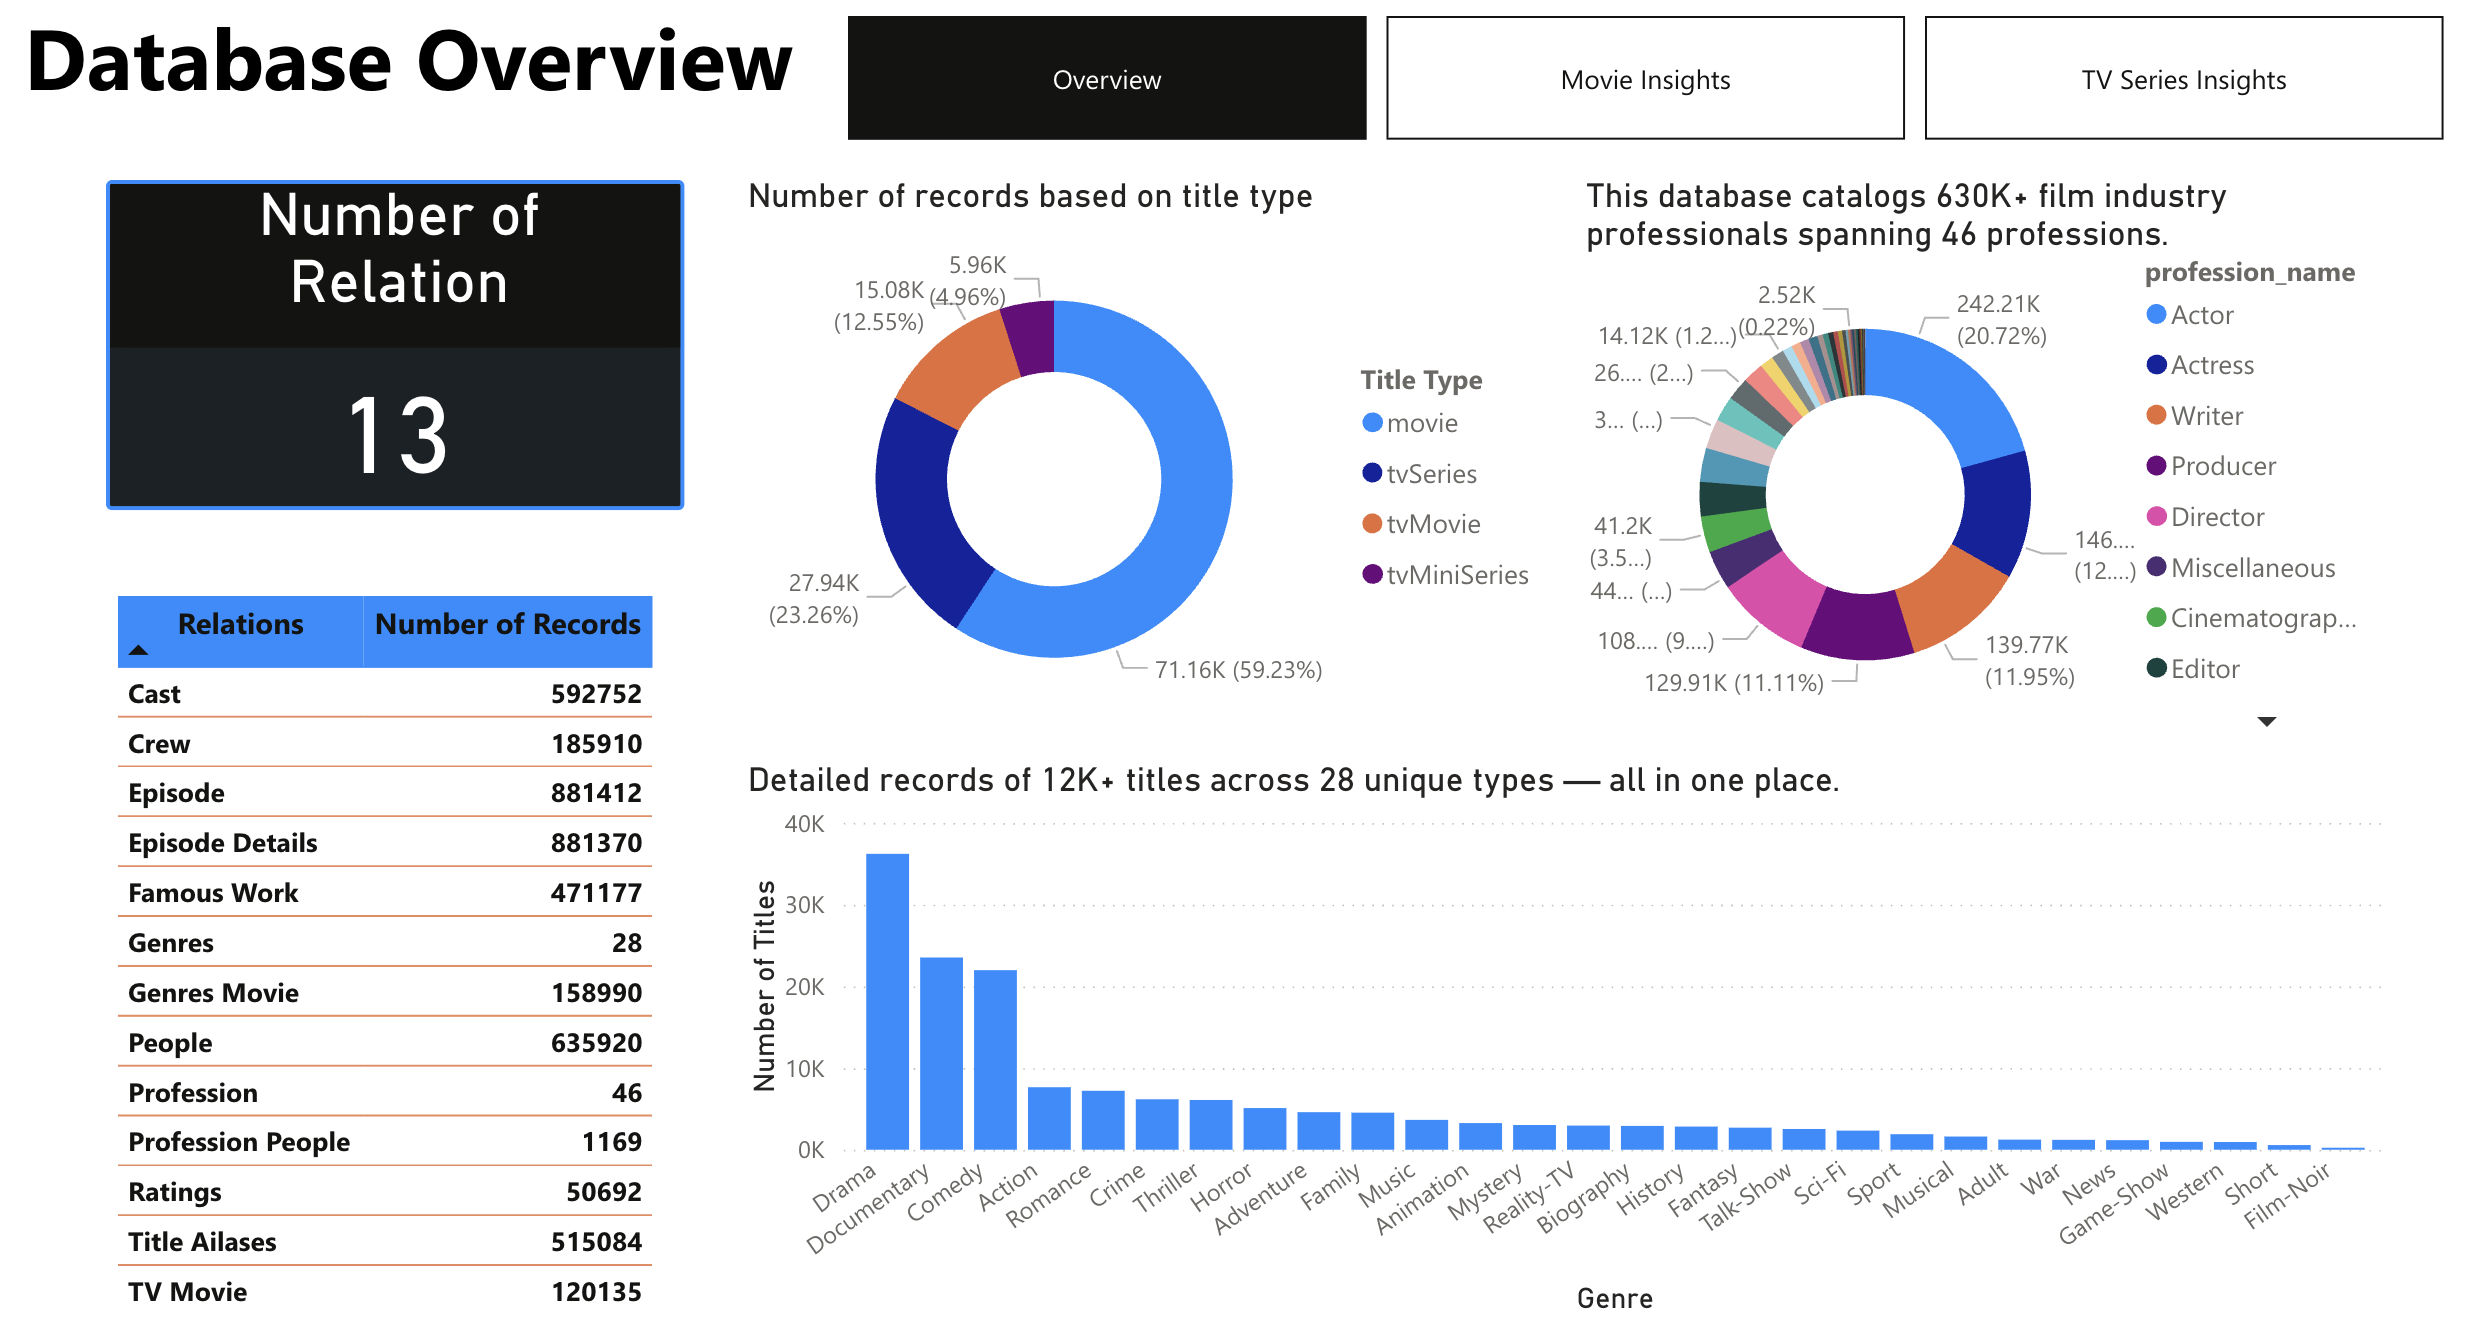 Database Overview
Overview
Movie Insights
TV Series Insights
Number of
Relation
13
Relations Number of Records
Cast 592752
Crew 185910
Episode 881412
Episode Details 881370
Famous Work 471177
Genres 28
Genres Movie 158990
People 635920
Profession 46
Profession People 1169
Ratings 50692
Title Ailases 515084
TV Movie 120135
Number of records based on title type
5.96K
(4.96%)
15.08K
(12.55%)
27.94K
(23.26%)
71.16K (59.23%)
Title Type
movie
tvSeries
tvMovie
tvMiniSeries
This database catalogs 630K+ film industry
professionals spanning 46 professions.
2.52K
(0.22%)
14.12K (1.2...)
26.... (2...)
3... (...)
41.2K
(3.5...)
44... (...)
108.... (9....)
129.91K (11.11%)
242.21K
(20.72%)
146....
(12....)
139.77K
(11.95%)
profession_name
Actor
Actress
Writer
Producer
Director
Miscellaneous
Cinematograp...
Editor
Detailed records of 12K+ titles across 28 unique types — all in one place.
Number of Titles
40K
30K
20K
10K
0K
Drama
Documentary
Comedy
Action
Romance
Crime
Thriller
Horror
Adventure
Family
Music
Animation
Mystery
Reality-TV
Biography
History
Fantasy
Talk-Show
Sci-Fi
Sport
Musical
Adult
War
News
Game-Show
Western
Short
Film-Noir
Genre